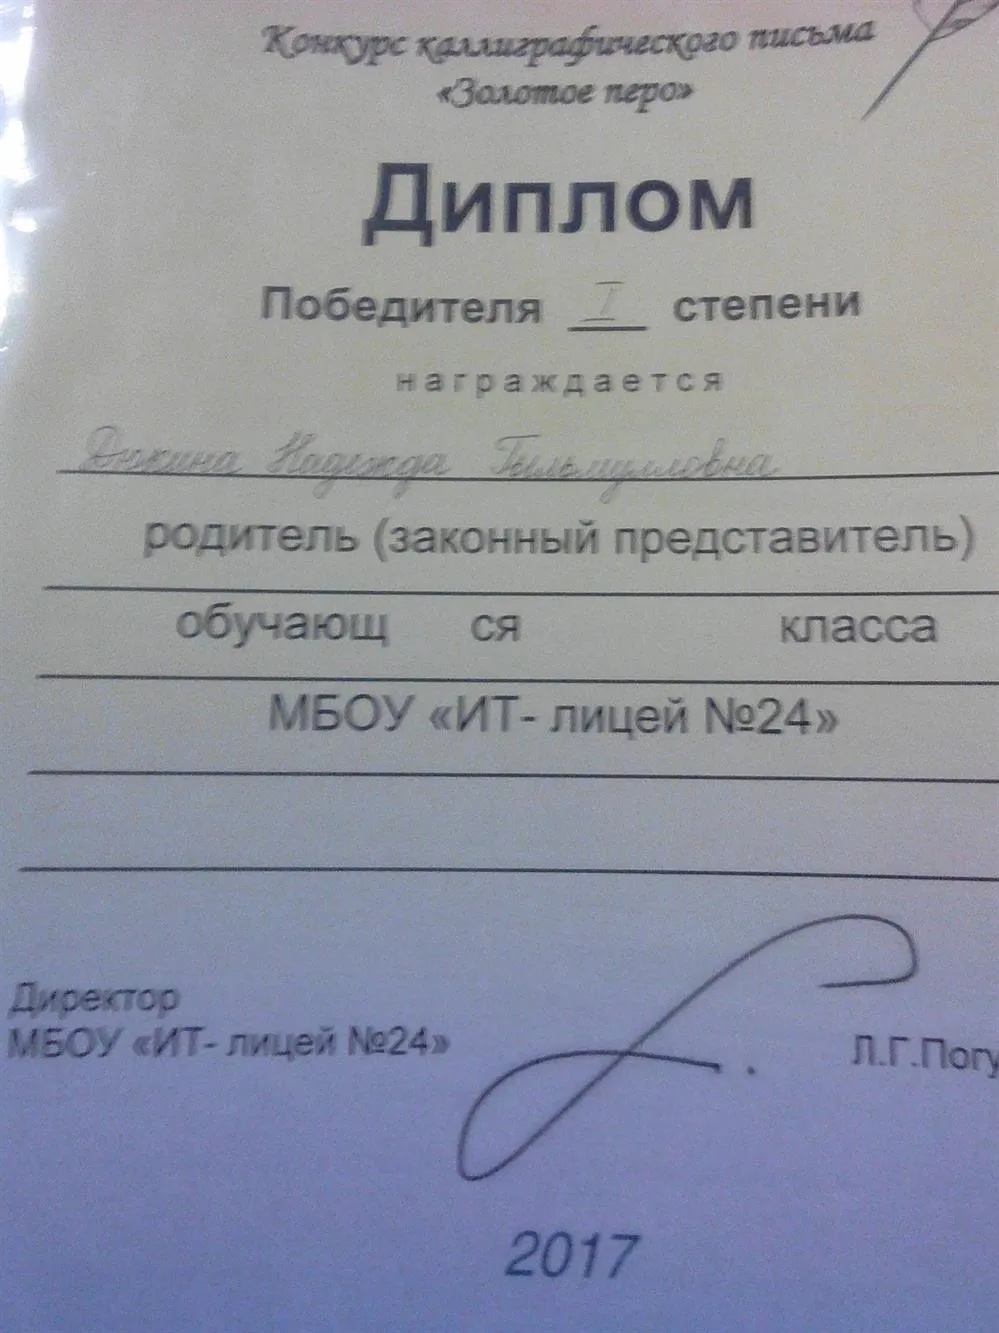 Конкурс каллиграфического письма
«Золотое перо»
Диплом
Победителя I степени
награждается
Надежда
родитель (законный представитель)
обучающ ся класса
МБОУ «ИТ- лицей №24»
Директор
МБОУ «ИТ- лицей №24» Л.Г.Погу
2017